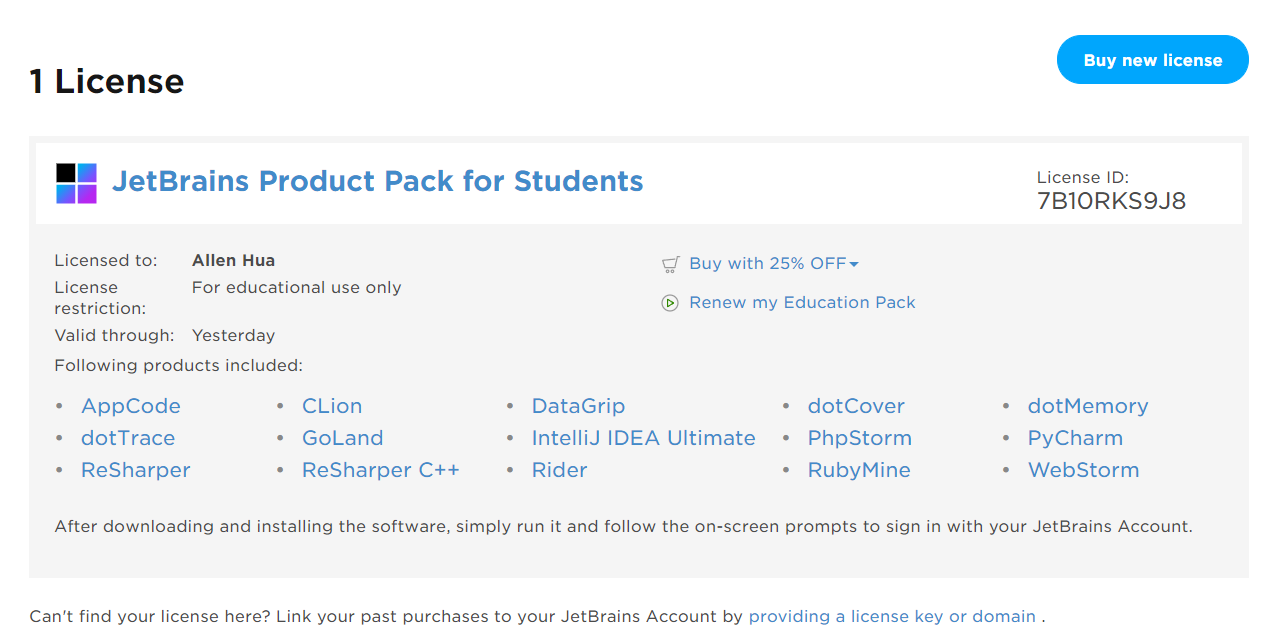 Buy new license
1 License
JetBrains Product Pack for Students
License ID:
7B10RKS9J8
Licensed to: Allen Hua
License restriction: For educational use only
Valid through: Yesterday
Buy with 25% OFF
Renew my Education Pack
Following products included:
• AppCode • CLion • DataGrip • dotCover • dotMemory
• dotTrace • GoLand • IntelliJ IDEA Ultimate • PhpStorm • PyCharm
• ReSharper • ReSharper C++ • Rider • RubyMine • WebStorm
After downloading and installing the software, simply run it and follow the on-screen prompts to sign in with your JetBrains Account.
Can't find your license here? Link your past purchases to your JetBrains Account by providing a license key or domain .